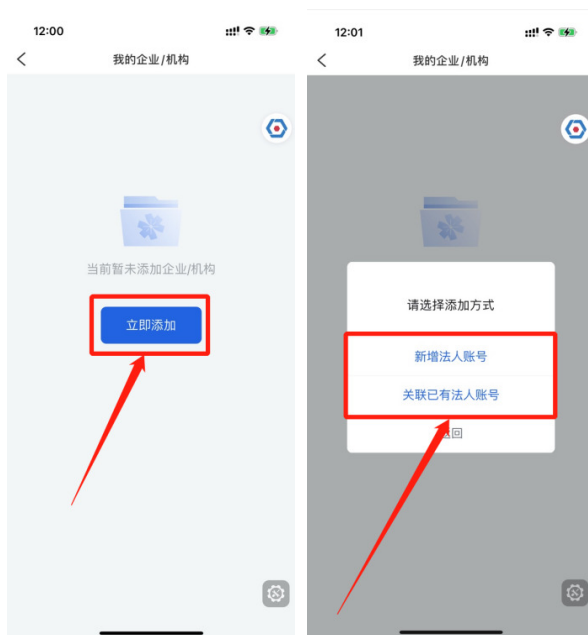 12:00
我的企业/机构
当前暂未添加企业/机构
立即添加
12:01
我的企业/机构
请选择添加方式
新增法人账号
关联已有法人账号
回